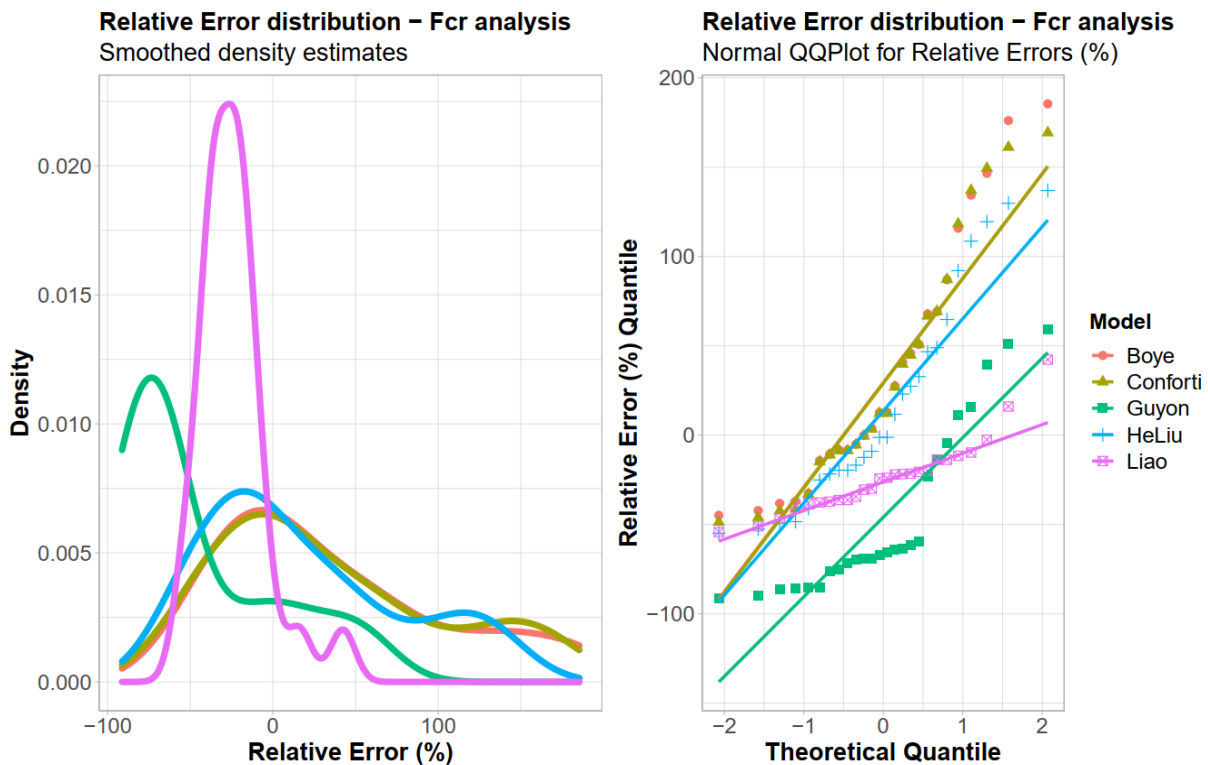 Relative Error distribution − Fcr analysis
Smoothed density estimates
Density
0.020
0.015
0.010
0.005
0.000
−100
0
100
Relative Error (%)
Relative Error distribution − Fcr analysis
Normal QQPlot for Relative Errors (%)
Relative Error (%) Quantile
200
100
0
−100
−2
−1
0
1
2
Theoretical Quantile
Model
Boye
Conforti
Guyon
HeLiu
Liao